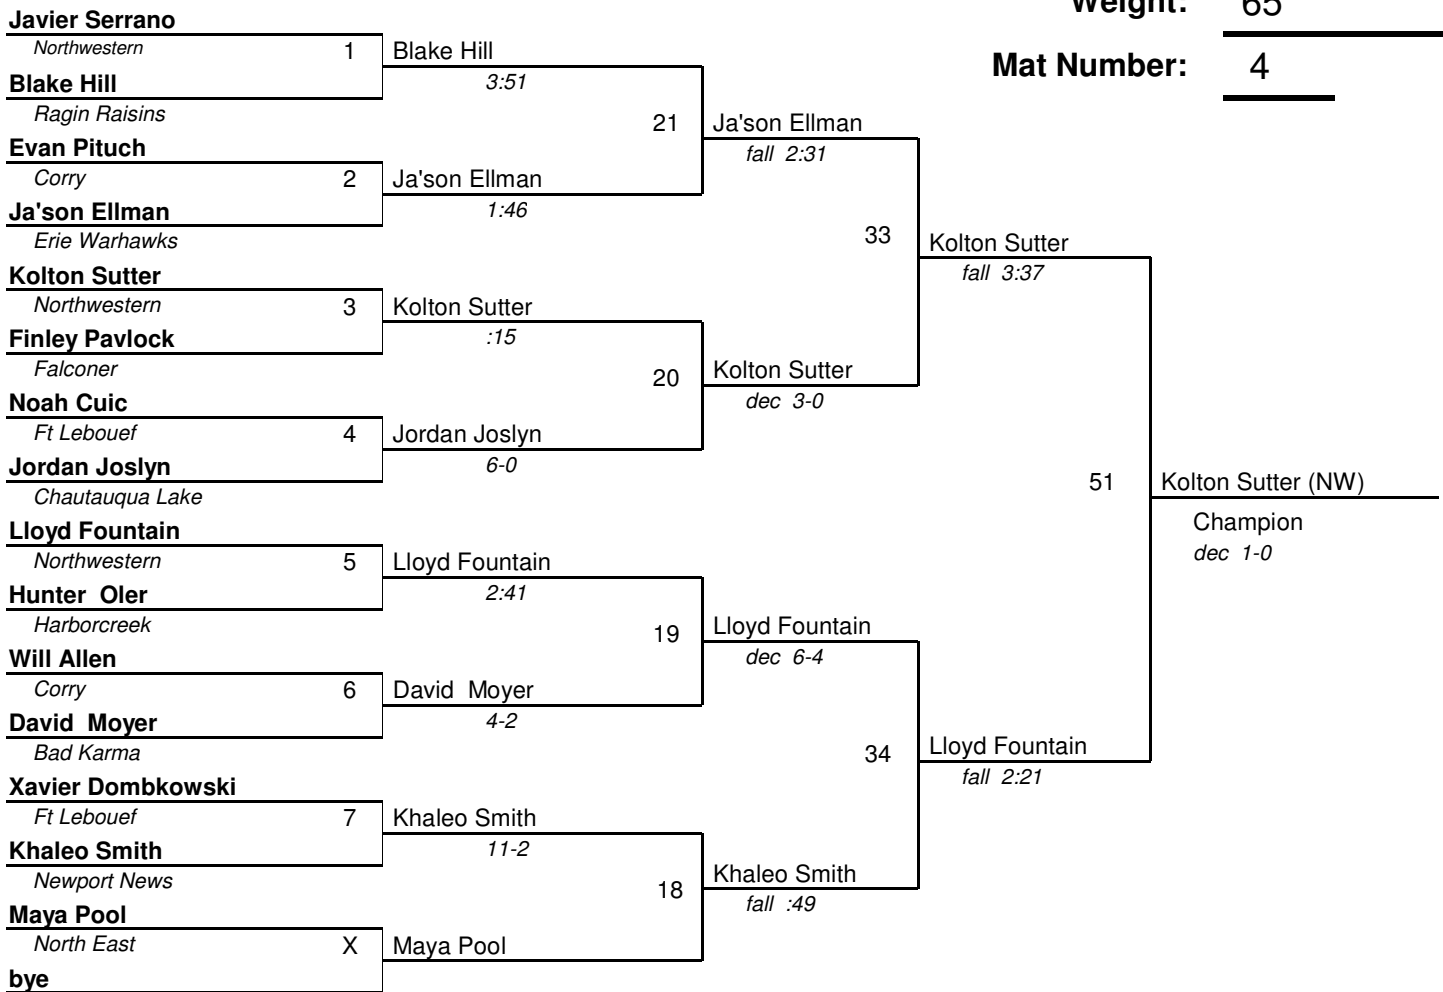 Weight: 65
Mat Number: 4
Javier Serrano
Northwestern 1
Blake Hill
Ragin Raisins
Evan Pituch
Corry 2
Ja'son Ellman
Erie Warhawks
Kolton Sutter
Northwestern 3
Finley Pavlock
Falconer
Noah Cuic
Ft Lebouef 4
Jordan Joslyn
Chautauqua Lake
Lloyd Fountain
Northwestern 5
Hunter Oler
Harborcreek
Will Allen
Corry 6
David Moyer
Bad Karma
Xavier Dombkowski
Ft Lebouef 7
Khaleo Smith
Newport News
Maya Pool
North East X
bye
Blake Hill
3:51
21
Ja'son Ellman
1:46
Kolton Sutter
:15
20
Jordan Joslyn
6-0
Lloyd Fountain
2:41
19
David Moyer
4-2
Khaleo Smith
11-2
18
Maya Pool
Ja'son Ellman
fall 2:31
33
Kolton Sutter
dec 3-0
Lloyd Fountain
dec 6-4
34
Khaleo Smith
fall :49
Kolton Sutter
fall 3:37
51
Lloyd Fountain
fall 2:21
Kolton Sutter (NW)
Champion
dec 1-0